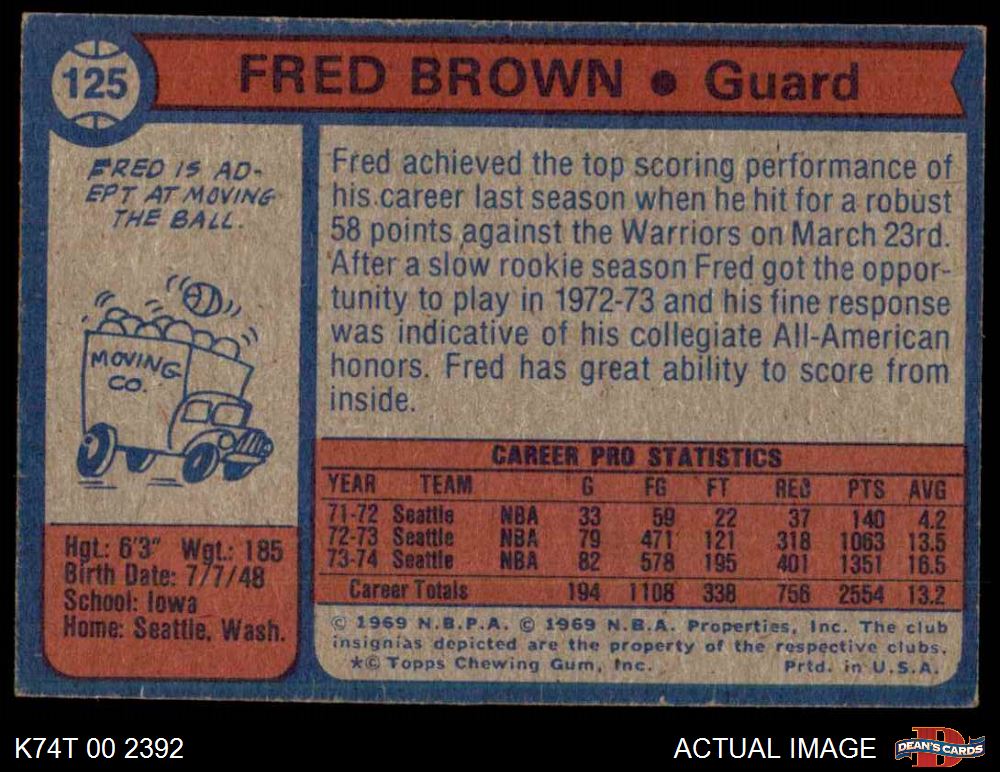 125
FRED BROWN • Guard
FRED IS AD-
EPT AT MOVING
THE BALL.
MOVING
CO.
Hgt.: 6'3" Wgt.: 185
Birth Date: 7/7/48
School: Iowa
Home: Seattle, Wash.
Fred achieved the top scoring performance of
his career last season when he hit for a robust
58 points against the Warriors on March 23rd.
After a slow rookie season Fred got the oppor-
tunity to play in 1972-73 and his fine response
was indicative of his collegiate All-American
honors. Fred has great ability to score from
inside.
CAREER PRO STATISTICS
YEAR TEAM G FG FT REB PTS AVG
71-72 Seattle NBA 33 59 22 37 140 4.2
72-73 Seattle NBA 79 471 121 318 1063 13.5
73-74 Seattle NBA 82 578 195 401 1351 16.5
Career Totals 194 1108 338 756 2554 13.2
© 1969 N.B.P.A. © 1969 N.B.A. Properties, Inc. The club
insignias depicted are the property of the respective clubs.
*© Topps Chewing Gum, Inc. Prtd. in U.S.A.
K74T 00 2392
ACTUAL IMAGE
DEAN'S CARDS